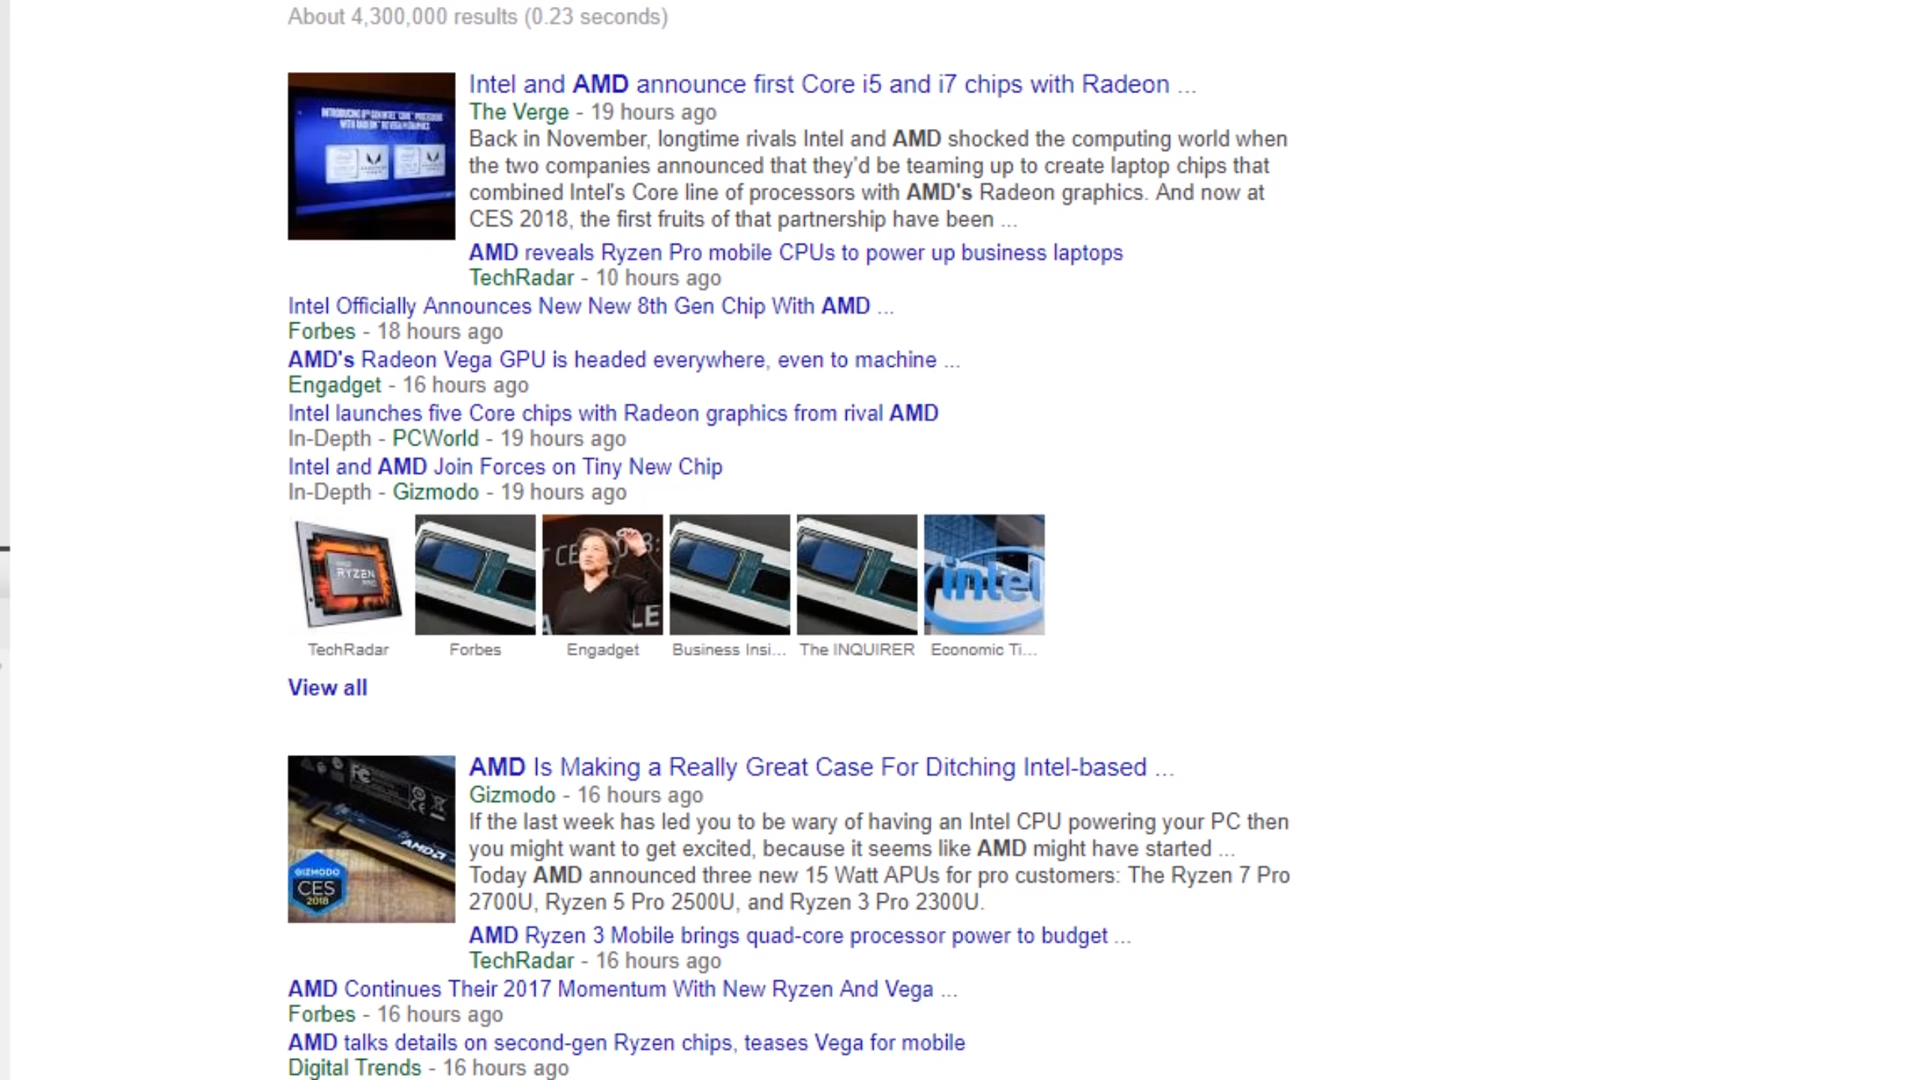 About 4,300,000 results (0.23 seconds)
Intel and AMD announce first Core i5 and i7 chips with Radeon ...
The Verge - 19 hours ago
Back in November, longtime rivals Intel and AMD shocked the computing world when
the two companies announced that they'd be teaming up to create laptop chips that
combined Intel's Core line of processors with AMD's Radeon graphics. And now at
CES 2018, the first fruits of that partnership have been ...
AMD reveals Ryzen Pro mobile CPUs to power up business laptops
TechRadar - 10 hours ago
Intel Officially Announces New New 8th Gen Chip With AMD ...
Forbes - 18 hours ago
AMD's Radeon Vega GPU is headed everywhere, even to machine ...
Engadget - 16 hours ago
Intel launches five Core chips with Radeon graphics from rival AMD
In-Depth - PCWorld - 19 hours ago
Intel and AMD Join Forces on Tiny New Chip
In-Depth - Gizmodo - 19 hours ago
RYZEN
intel
TechRadar
Forbes
Engadget
Business Insi...
The INQUIRER
Economic Ti...
View all
AMD
GIZMODO
CES
2018
AMD Is Making a Really Great Case For Ditching Intel-based ...
Gizmodo - 16 hours ago
If the last week has led you to be wary of having an Intel CPU powering your PC then
you might want to get excited, because it seems like AMD might have started ...
Today AMD announced three new 15 Watt APUs for pro customers: The Ryzen 7 Pro
2700U, Ryzen 5 Pro 2500U, and Ryzen 3 Pro 2300U.
AMD Ryzen 3 Mobile brings quad-core processor power to budget ...
TechRadar - 16 hours ago
AMD Continues Their 2017 Momentum With New Ryzen And Vega ...
Forbes - 16 hours ago
AMD talks details on second-gen Ryzen chips, teases Vega for mobile
Digital Trends - 16 hours ago